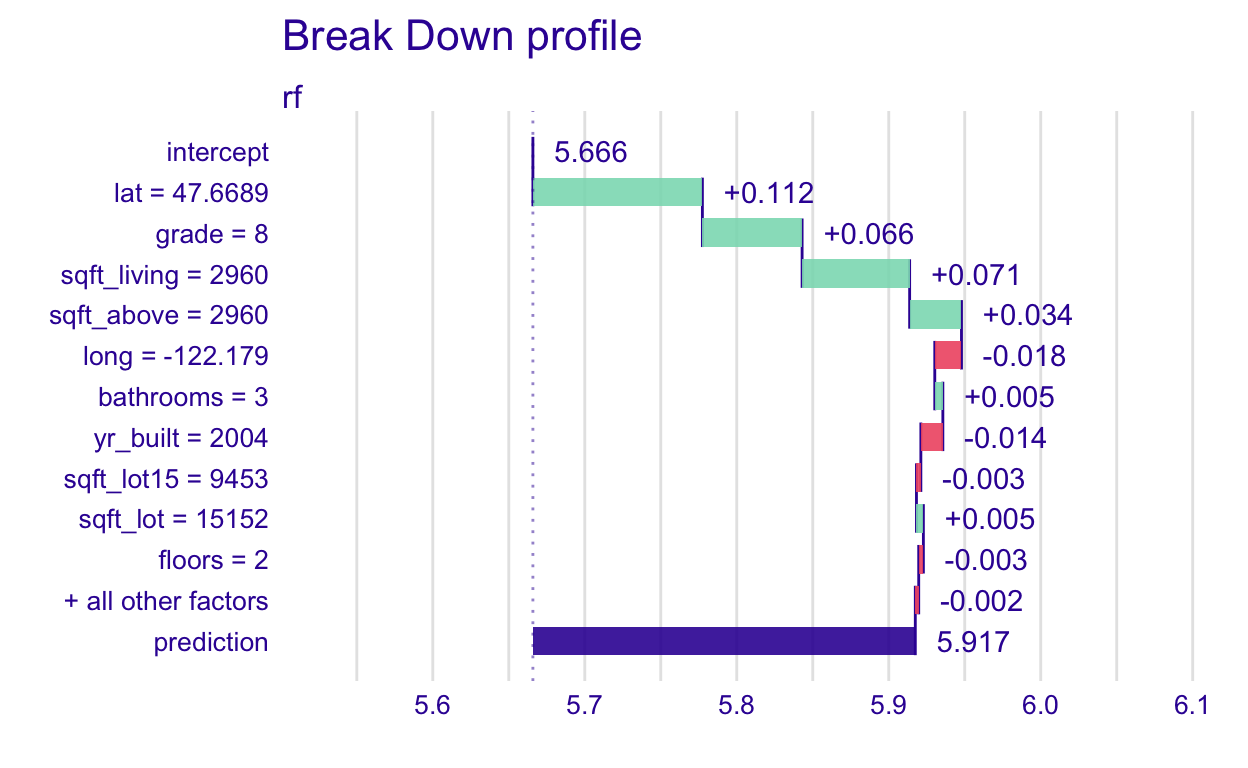 Break Down profile
rf
intercept 5.666
lat = 47.6689 +0.112
grade = 8 +0.066
sqft_living = 2960 +0.071
sqft_above = 2960 +0.034
long = -122.179 -0.018
bathrooms = 3 +0.005
yr_built = 2004 -0.014
sqft_lot15 = 9453 -0.003
sqft_lot = 15152 +0.005
floors = 2 -0.003
+ all other factors -0.002
prediction 5.917
5.6 5.7 5.8 5.9 6.0 6.1